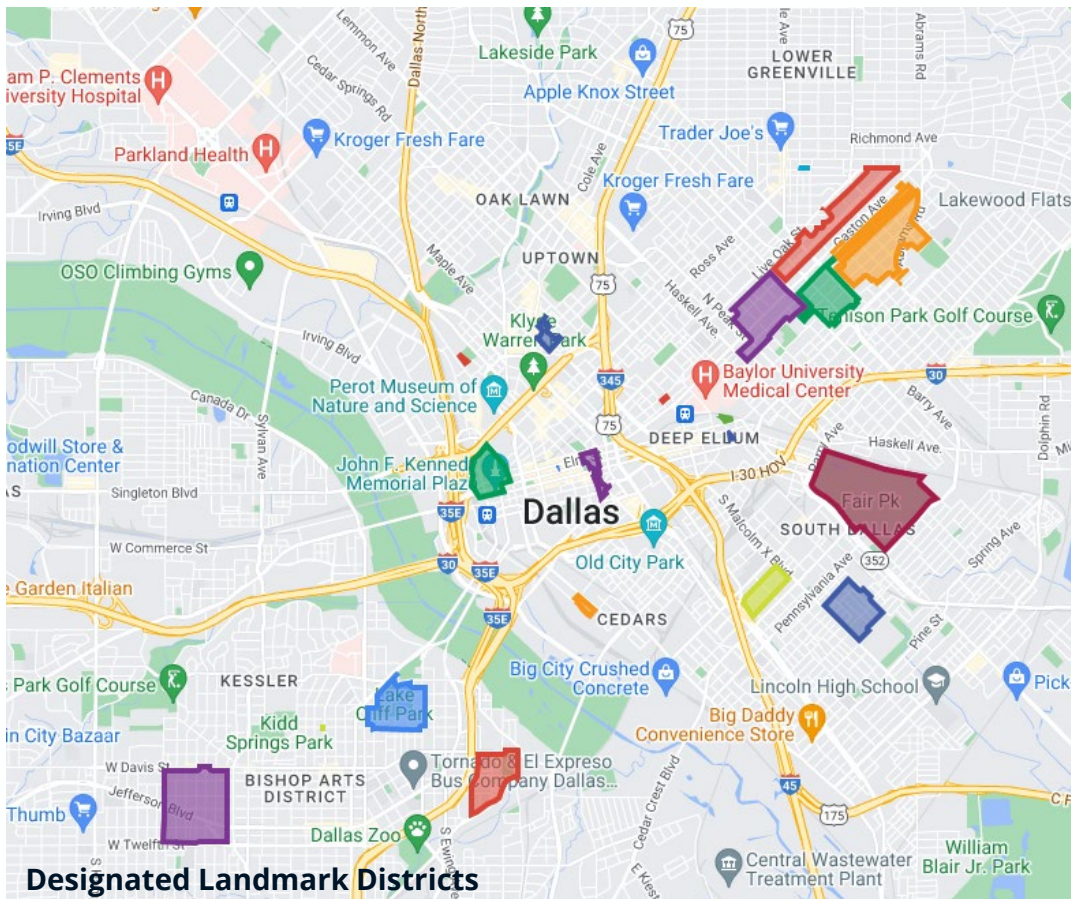 75
Lakeside Park
Lemmon Ave
Dallas North
Abrams Rd
LOWER
GREENVILLE
am P. Clements
iversity Hospital
Cedar Springs Rd
Apple Knox Street
Trader Joe's
Richmond Ave
Kroger Fresh Fare
Parkland Health
35E
Cole Ave
Kroger Fresh Fare
Lakewood Flats
Irving Blvd
OAK LAWN
Gaston Ave
Live Oak St
Ross Ave
UPTOWN
Maple Ave
OSO Climbing Gyms
75
Haskell Ave.
N Peak St
Klyde
Warren Park
Tenison Park Golf Course
Irving Blvd
Perot Museum of
Nature and Science
345
Baylor University
Medical Center
30
Canada Dr
Sylvan Ave
Barry Ave
Dolphin Rd
75
DEEP ELLUM
Haskell Ave.
odwill Store &
nation Center
John F. Kenned
Memorial Plaz
Elm
I-30 HOV
Barry Ave
AS
Singleton Blvd
Fair Pk
35E
Dallas
S Malcolm X Blvd
SOUTH DALLAS
W Commerce St
Old City Park
Spring Ave
352
30
35E
e Garden Italian
Pennsylvania Ave
35E
CEDARS
Pine St
Big City Crushed
Concrete
Lincoln High School
Pick
s Park Golf Course
KESSLER
Lake
Cliff Park
Kidd
Springs Park
in City Bazaar
Big Daddy
Convenience Store
W Davis St
BISHOP ARTS
DISTRICT
Tornado & El Expreso
Bus Company Dallas...
Jefferson Blvd
45
Thumb
Cedar Crest Blvd
175
C F
Dallas Zoo
W Twelfth St
S Ewing Ave
E Kiest
Central Wastewater
Treatment Plant
William
Blair Jr. Park
Designated Landmark Districts